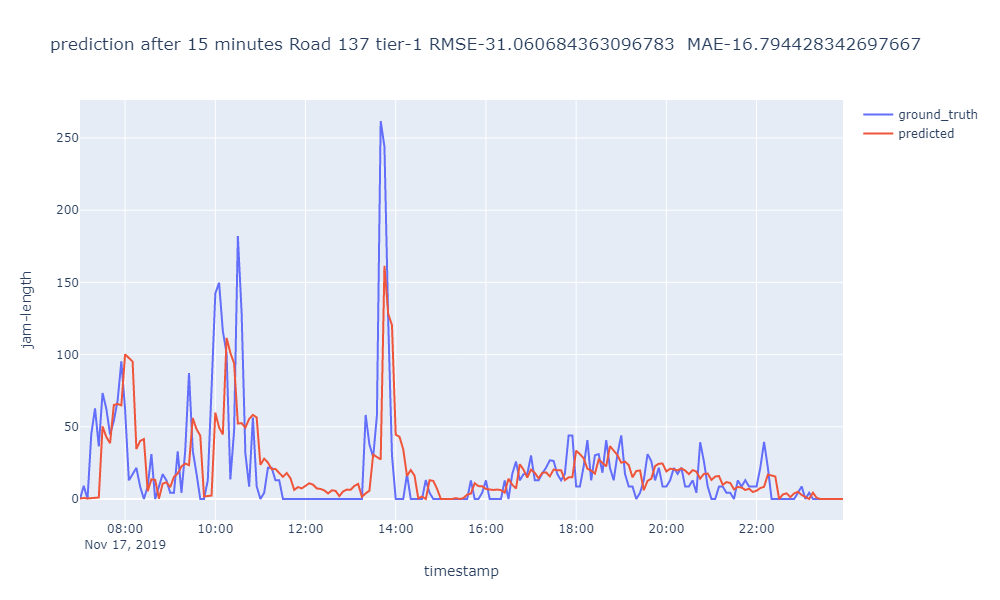 prediction after 15 minutes Road 137 tier-1 RMSE-31.060684363096783  MAE-16.794428342697667
ground_truth
predicted
250
200
150
100
50
0
jam-length
08:00 10:00 12:00 14:00 16:00 18:00 20:00 22:00
Nov 17, 2019
timestamp